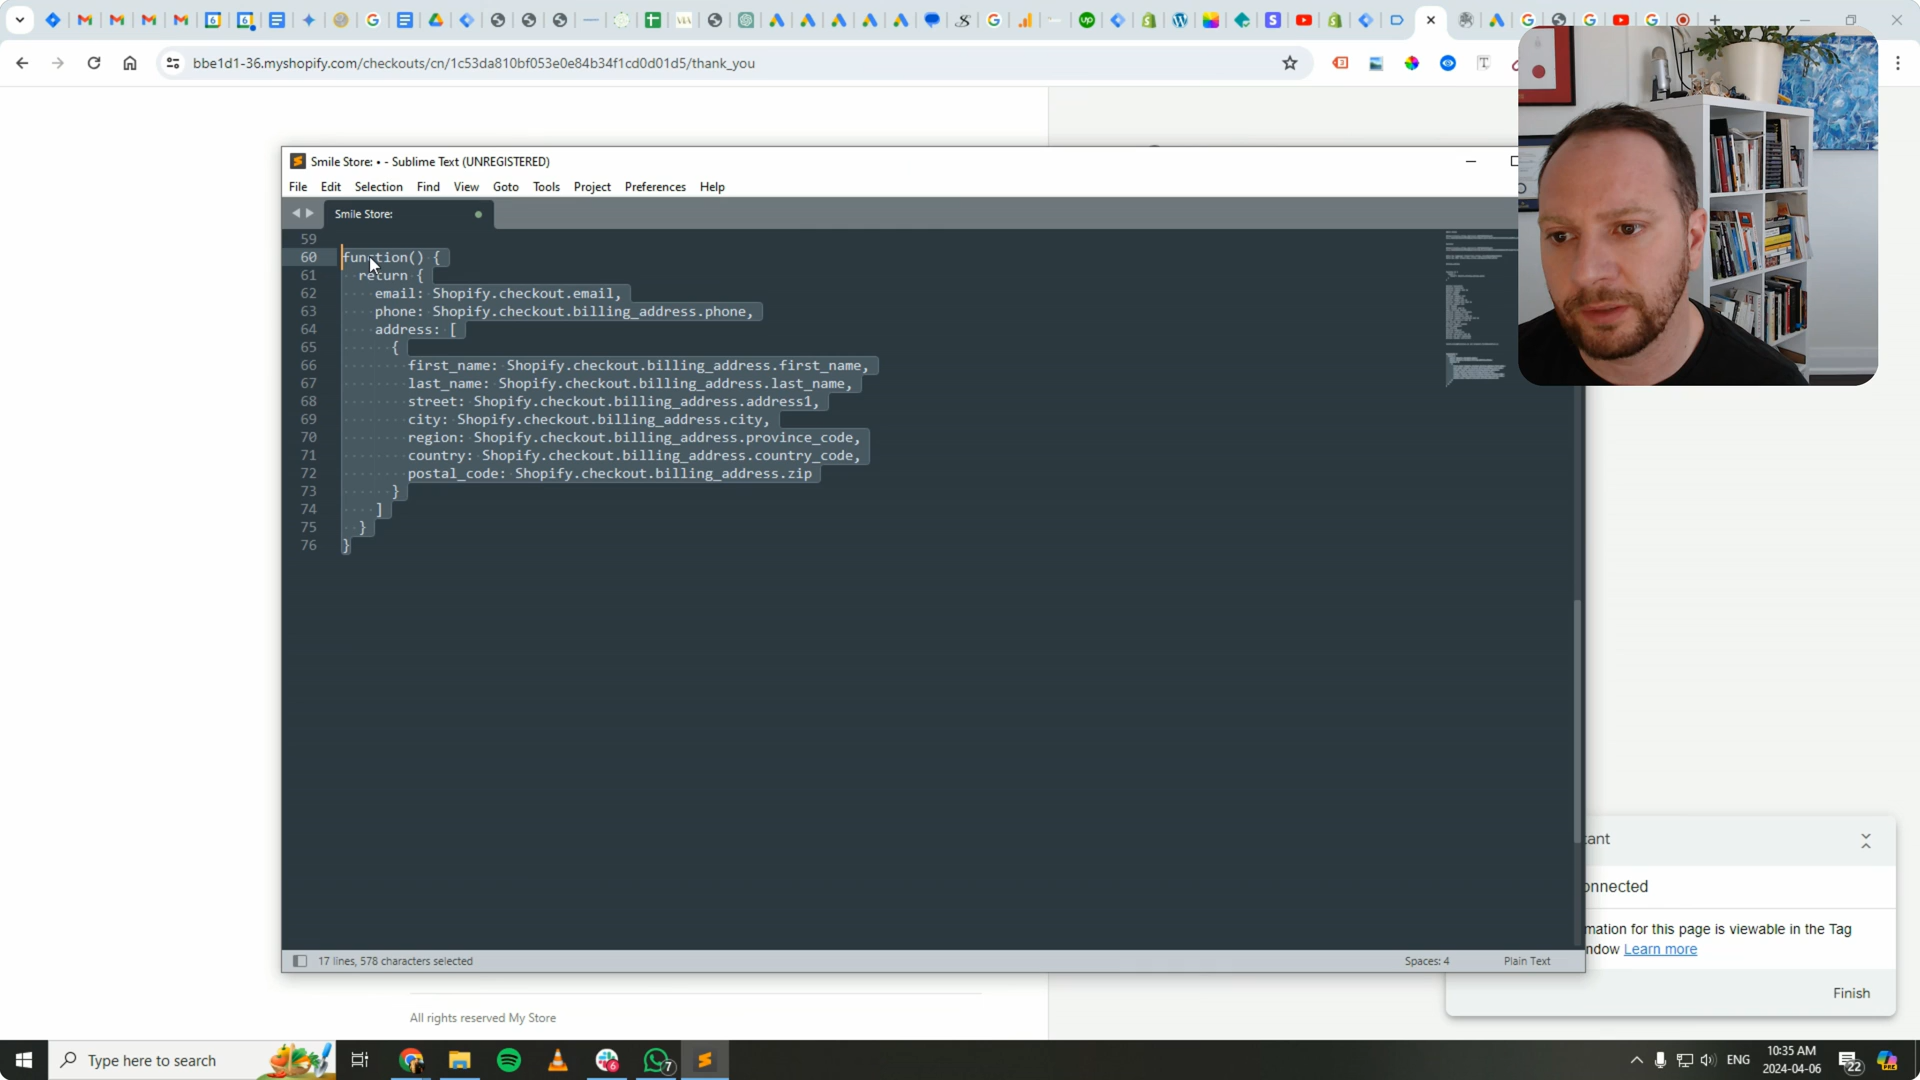 bbe1d1-36.myshopify.com/checkouts/cn/1c53da810bf053e0e84b34f1cd0d01d5/thank_you
Smile Store: • - Sublime Text (UNREGISTERED)
File Edit Selection Find View Goto Tools Project Preferences Help
Smile Store:
59
60 function() {
61 return {
62 email: Shopify.checkout.email,
63 phone: Shopify.checkout.billing_address.phone,
64 address: [
65 {
66 first_name: Shopify.checkout.billing_address.first_name,
67 last_name: Shopify.checkout.billing_address.last_name,
68 street: Shopify.checkout.billing_address.address1,
69 city: Shopify.checkout.billing_address.city,
70 region: Shopify.checkout.billing_address.province_code,
71 country: Shopify.checkout.billing_address.country_code,
72 postal_code: Shopify.checkout.billing_address.zip
73 }
74 ]
75 }
76 }
17 lines, 578 characters selected
Spaces: 4
Plain Text
tant
onnected
mation for this page is viewable in the Tag
ndow Learn more
Finish
All rights reserved My Store
Type here to search
7
ENG
10:35 AM
2024-04-06
22